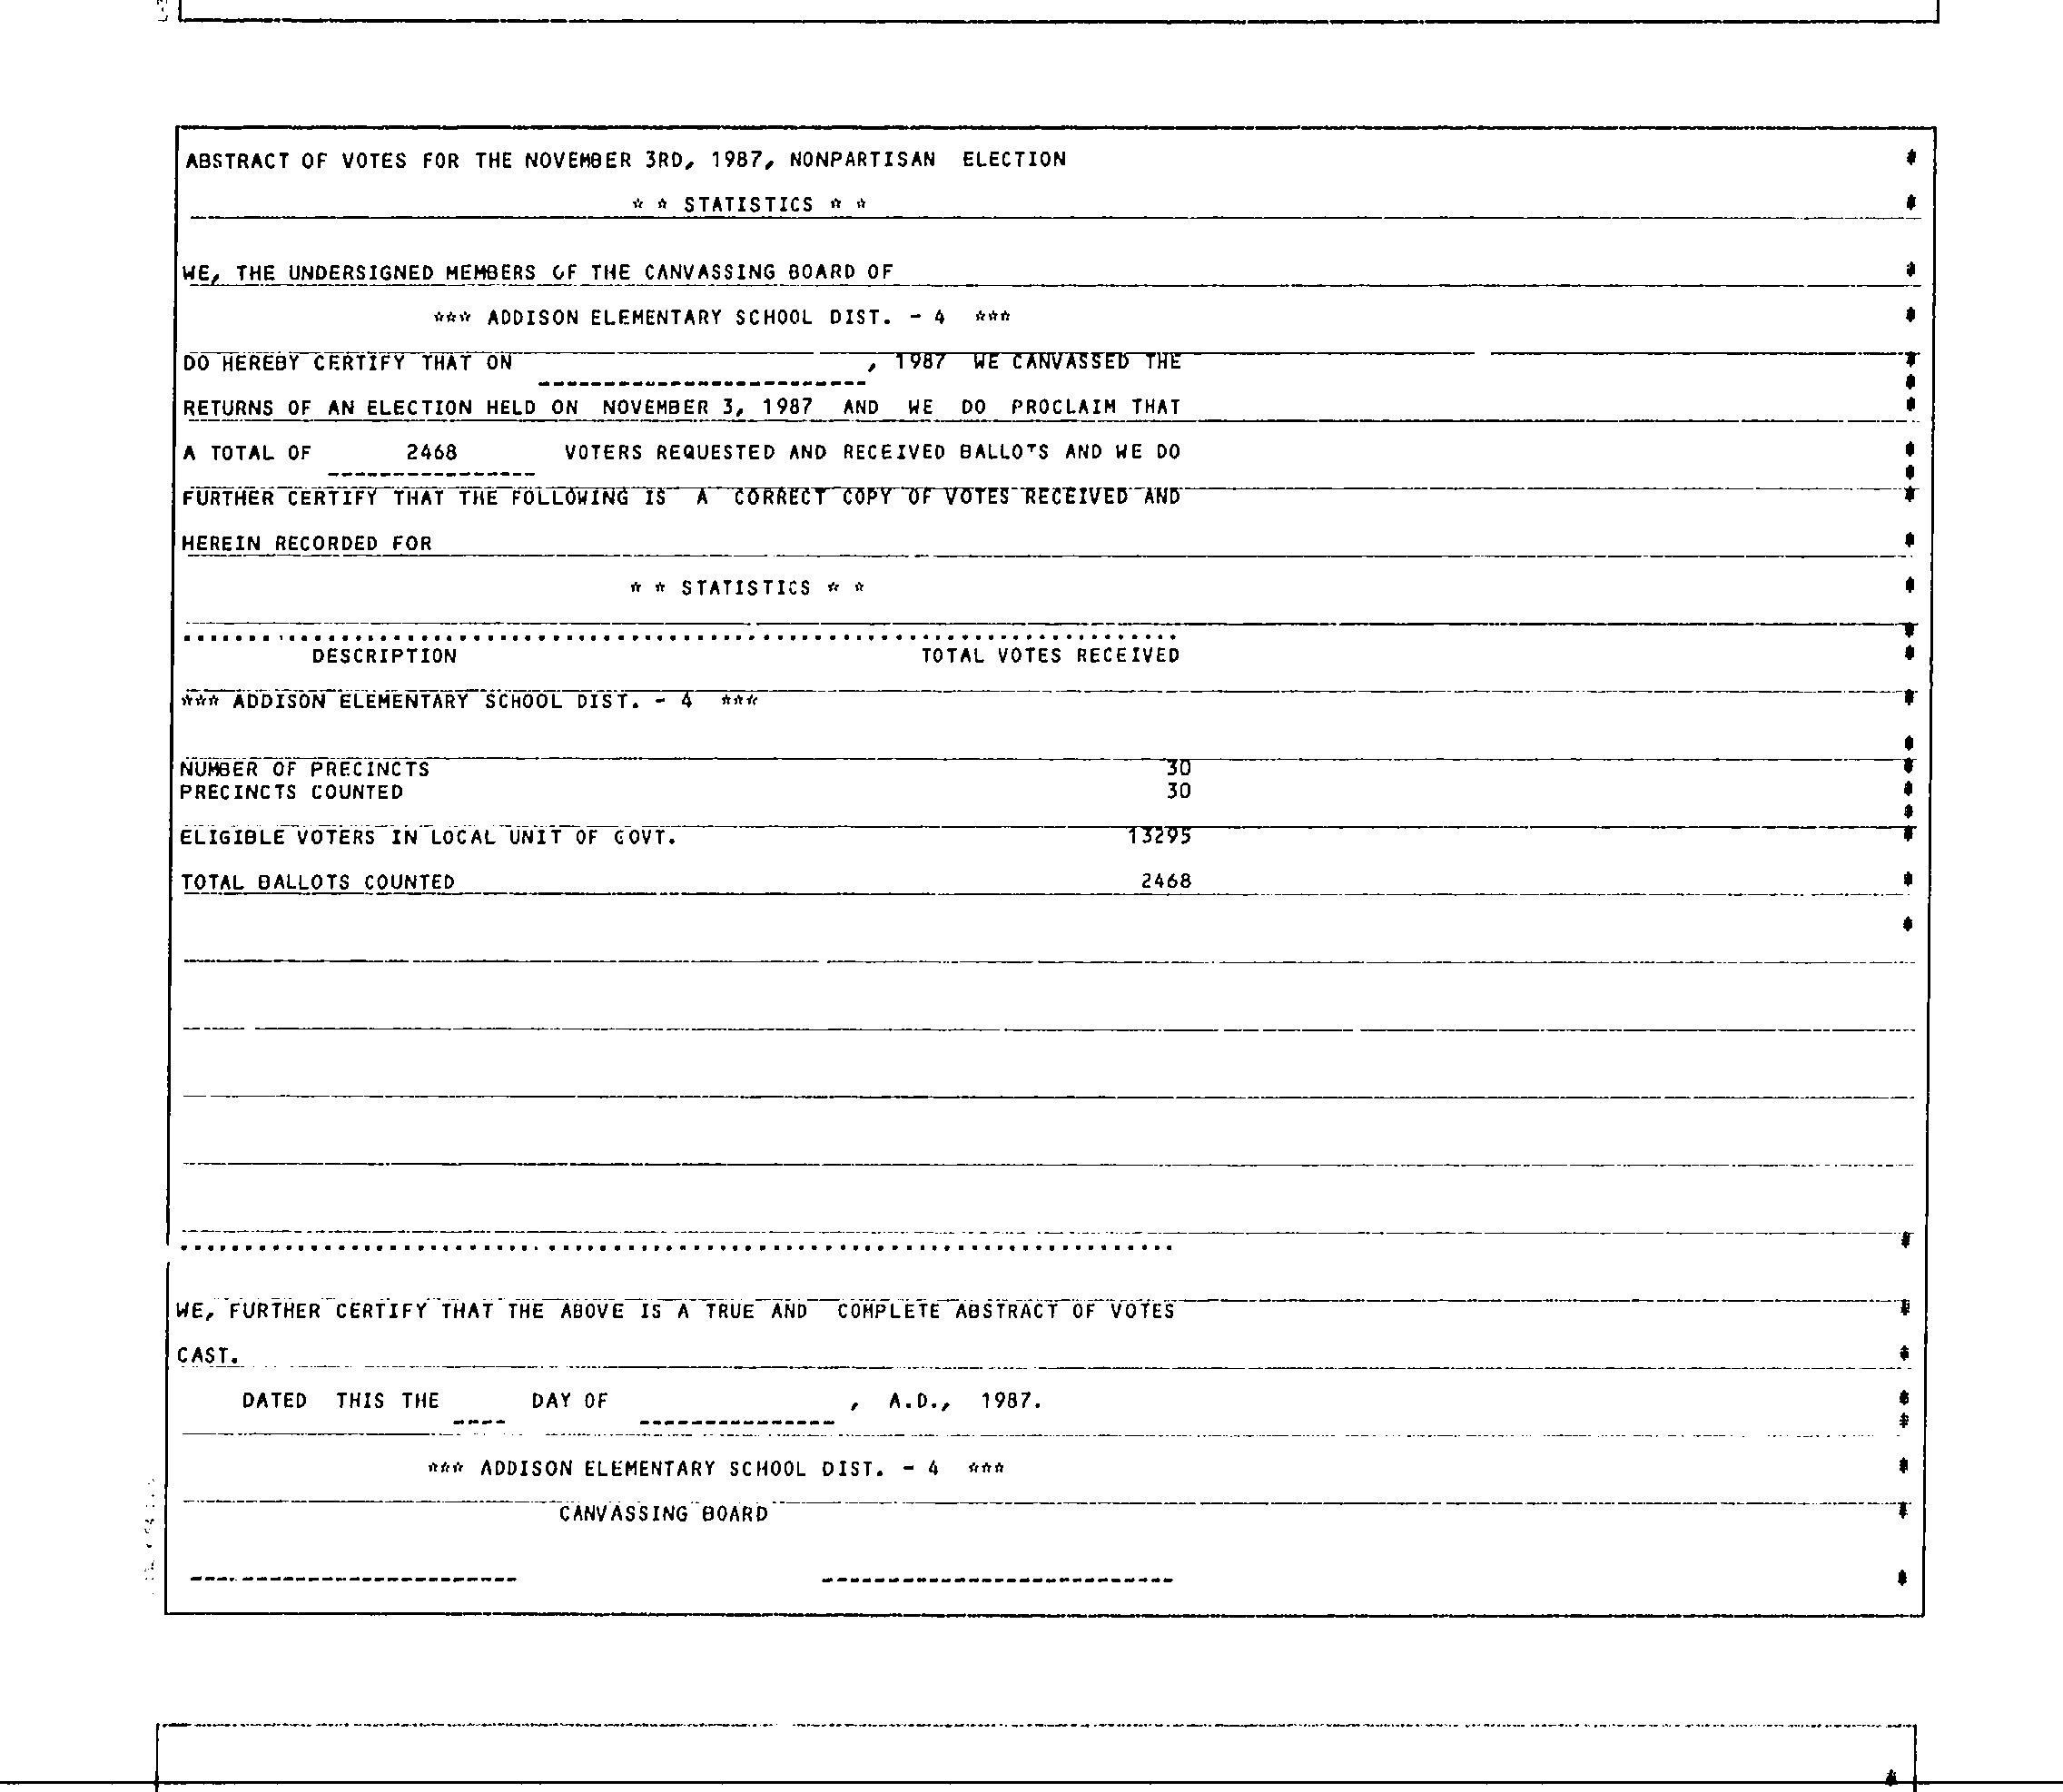 ABSTRACT OF VOTES FOR THE NOVEMBER 3RD, 1987, NONPARTISAN ELECTION
* * STATISTICS * *
WE, THE UNDERSIGNED MEMBERS OF THE CANVASSING BOARD OF
*** ADDISON ELEMENTARY SCHOOL DIST. - 4 ***
DO HEREBY CERTIFY THAT ON , 1987 WE CANVASSED THE
RETURNS OF AN ELECTION HELD ON NOVEMBER 3, 1987 AND WE DO PROCLAIM THAT
A TOTAL OF 2468 VOTERS REQUESTED AND RECEIVED BALLOTS AND WE DO
FURTHER CERTIFY THAT THE FOLLOWING IS A CORRECT COPY OF VOTES RECEIVED AND
HEREIN RECORDED FOR
* * STATISTICS * *
DESCRIPTION TOTAL VOTES RECEIVED
*** ADDISON ELEMENTARY SCHOOL DIST. - 4 ***
NUMBER OF PRECINCTS 30
PRECINCTS COUNTED 30
ELIGIBLE VOTERS IN LOCAL UNIT OF GOVT. 13295
TOTAL BALLOTS COUNTED 2468
WE, FURTHER CERTIFY THAT THE ABOVE IS A TRUE AND COMPLETE ABSTRACT OF VOTES
CAST.
DATED THIS THE ____ DAY OF _______________ , A.D., 1987.
*** ADDISON ELEMENTARY SCHOOL DIST. - 4 ***
CANVASSING BOARD